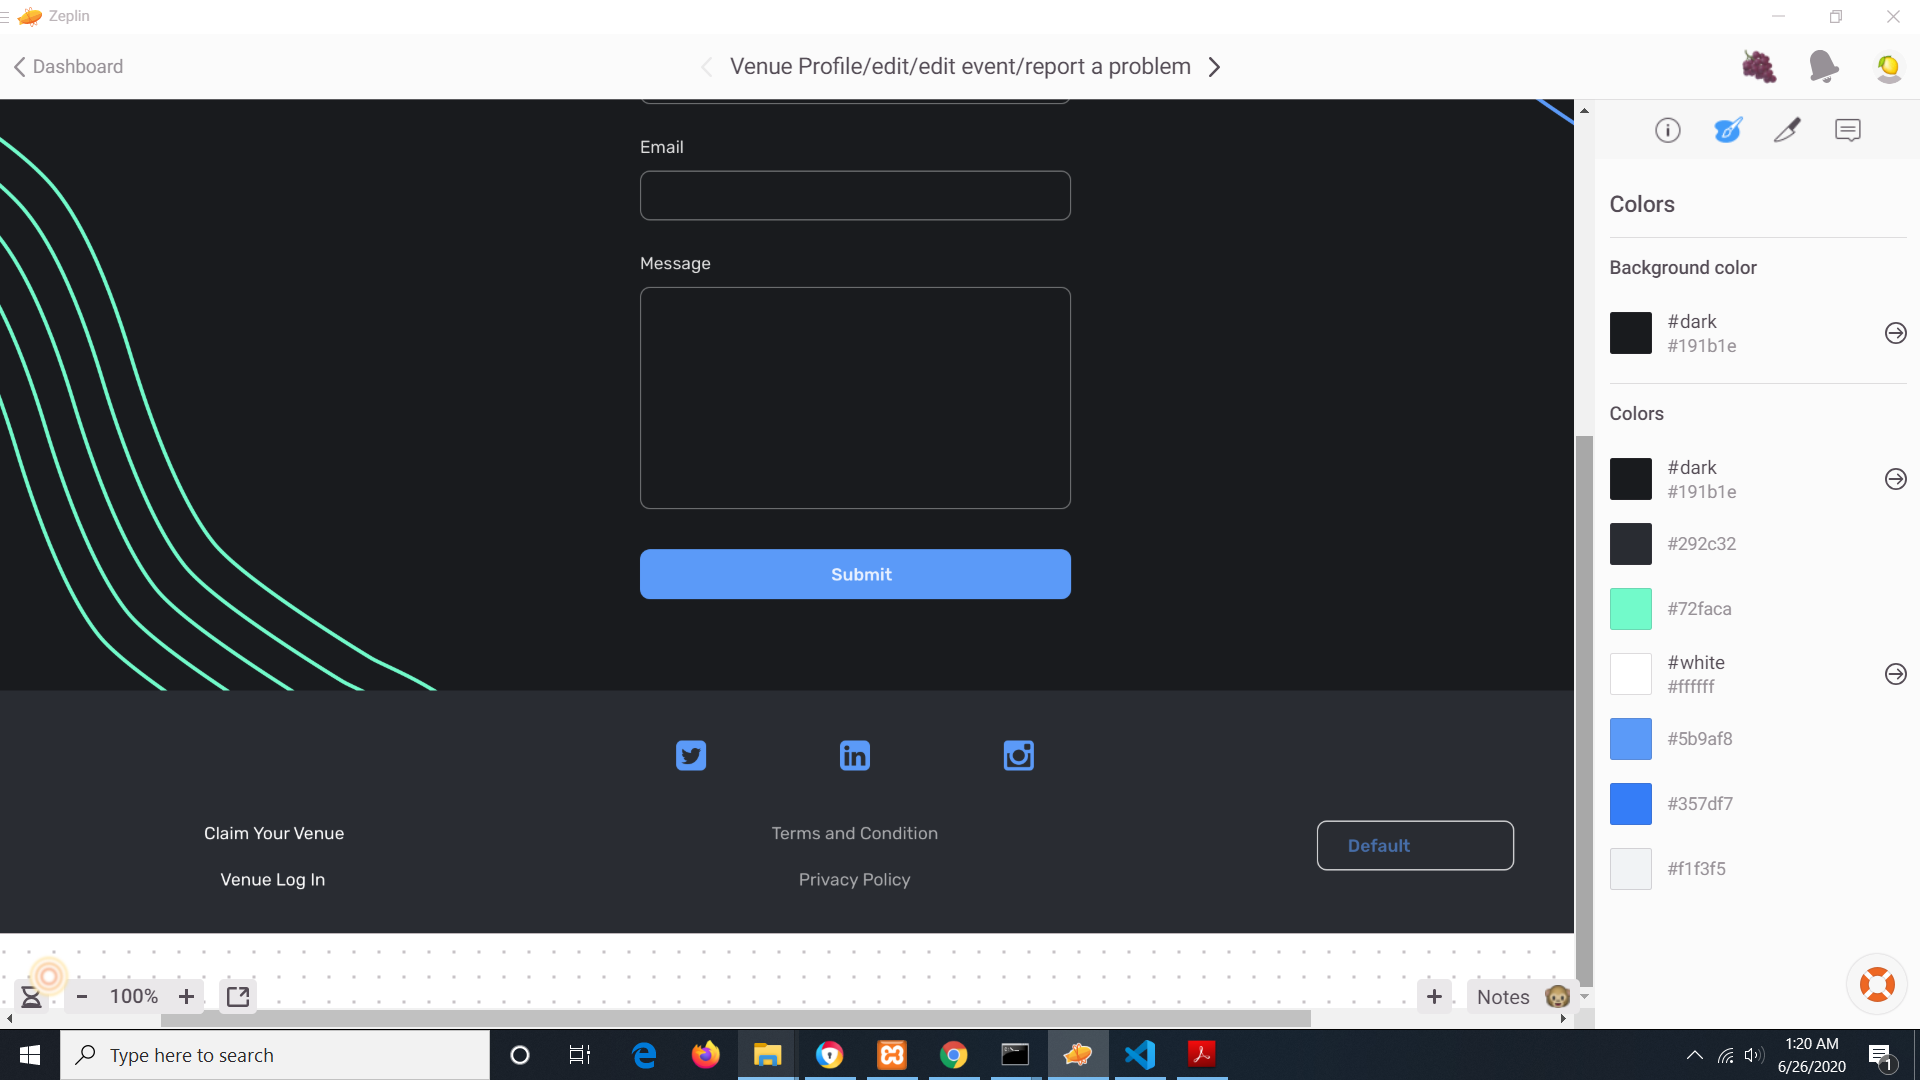 Zeplin
Dashboard
Venue Profile/edit/edit event/report a problem
Email
Message
Submit
Claim Your Venue
Venue Log In
Terms and Condition
Privacy Policy
Default
Colors
Background color
#dark
#191b1e
Colors
#dark
#191b1e
#292c32
#72faca
#white
#ffffff
#5b9af8
#357df7
#f1f3f5
- 100% +
+ Notes
Type here to search
1:20 AM
6/26/2020
1